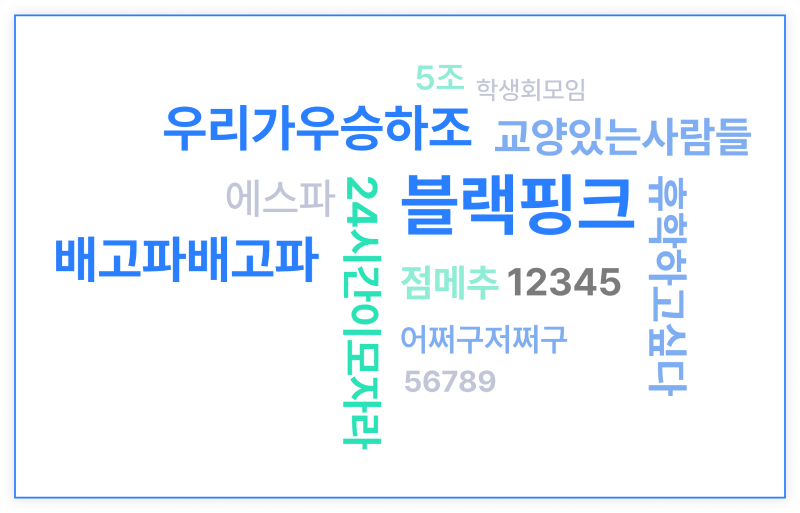 5조
학생회모임
우리가우승하조
교양있는사람들
에스파
24시간이모자라
블랙핑크
휴학하고싶다
배고파배고파
점메추
12345
어쩌구저쩌구
56789